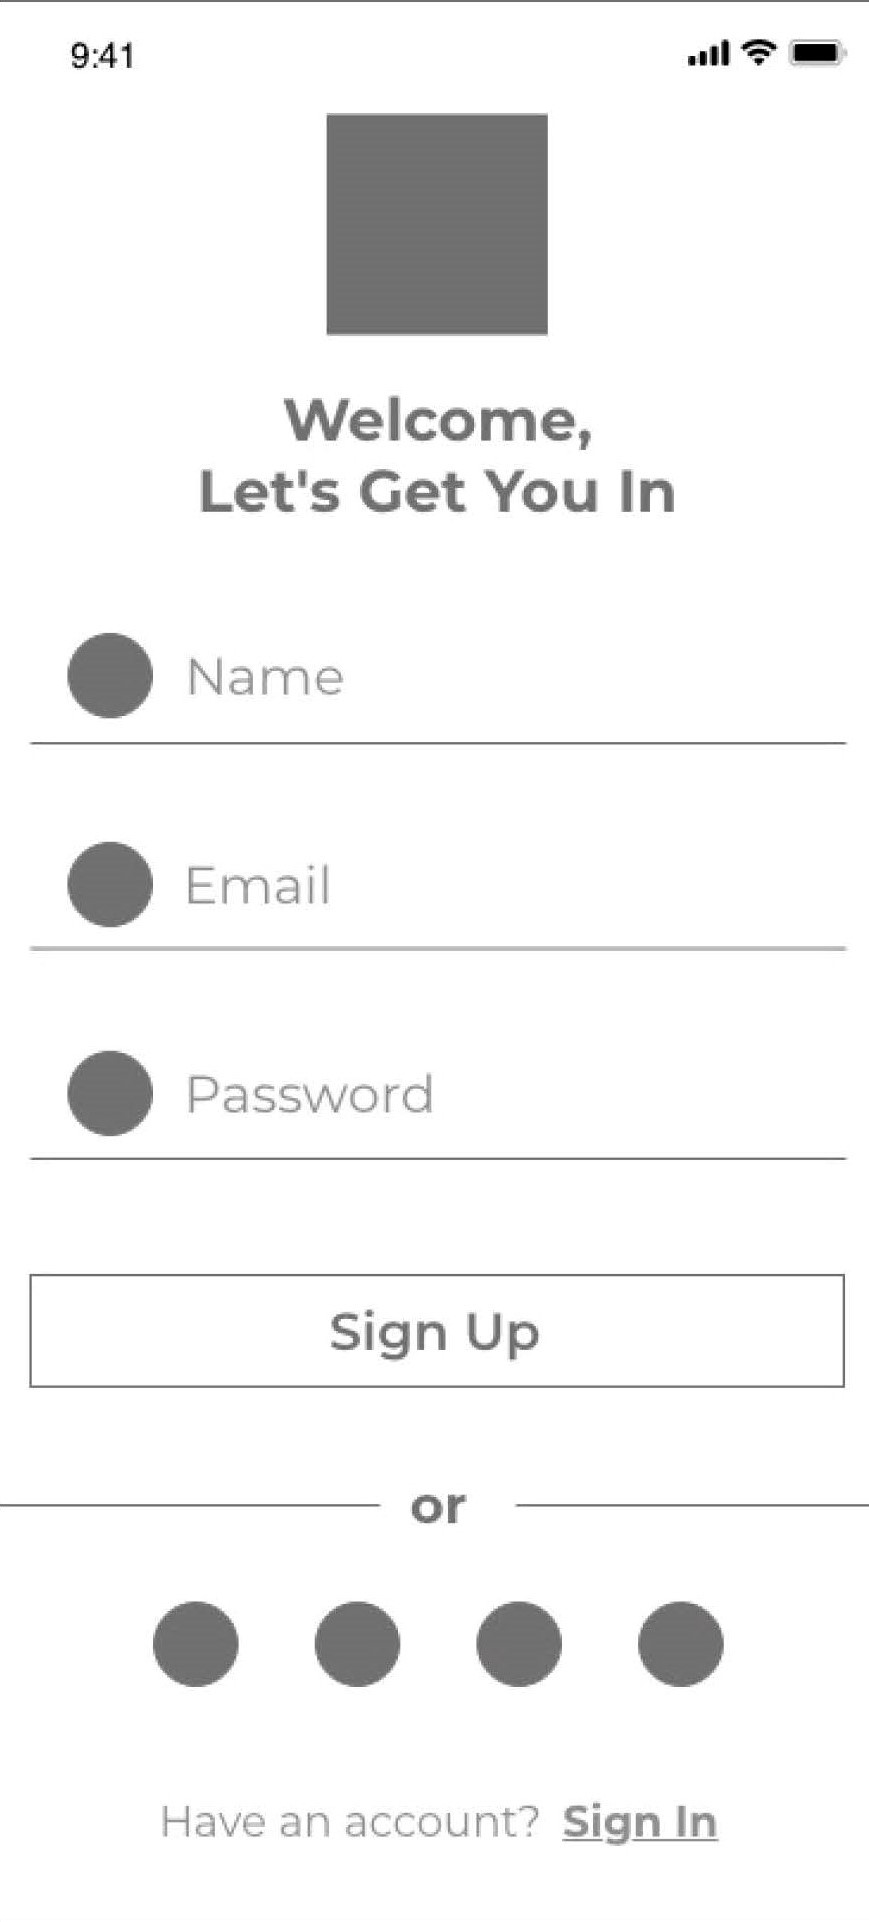 9:41
Welcome,
Let's Get You In
Name
Email
Password
Sign Up
or
Have an account? Sign In